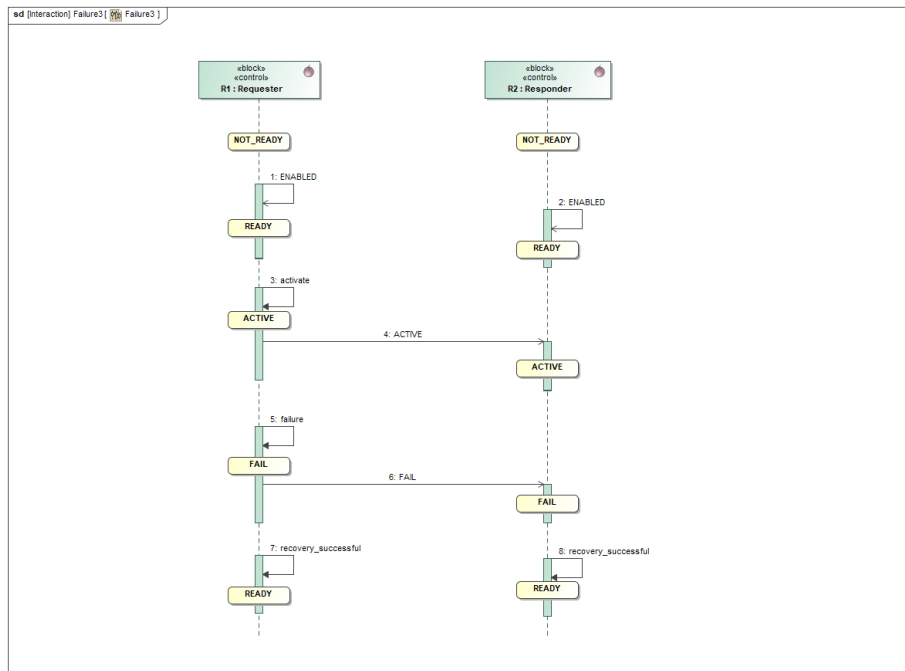 sd [Interaction] Failure3 [ Failure3 ]
«block»
«control»
R1 : Requester
«block»
«control»
R2 : Responder
NOT_READY
NOT_READY
1: ENABLED
2: ENABLED
READY
READY
3: activate
ACTIVE
4: ACTIVE
ACTIVE
5: failure
FAIL
6: FAIL
FAIL
7: recovery_successful
8: recovery_successful
READY
READY